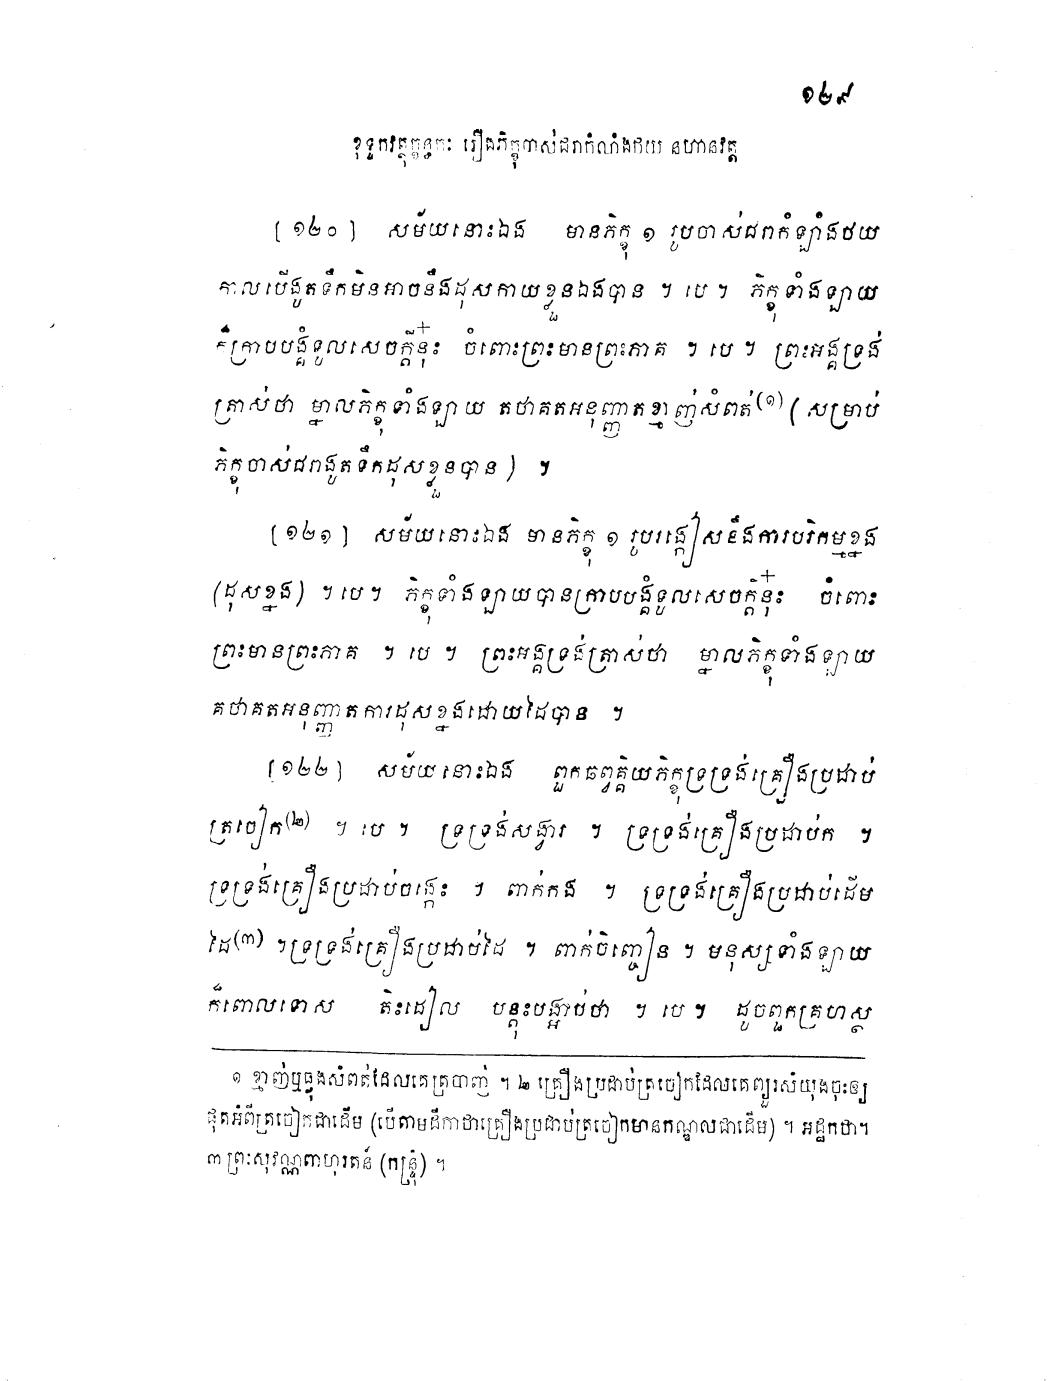 ១២៩
ខុទ្ទកវត្ថុក្ខន្ធកៈ រឿងភិក្ខុចាស់ជរាកំលំាងថយ នហានវត្ត
[១២០] សម័យនោះឯង មានភិក្ខុ ១ រូបចាស់ជរាកំឡាំងថយ
កាលបើងូតទឹកមិនអាចនឹងដុសកាយខ្លួនឯងបាន ។ បេ ។ ភិក្ខុទាំងឡាយ
ក៏ក្រាបបង្គំទូលសេចក្តីនុ៎ះ ចំពោះព្រះមានព្រះភាគ ។ បេ ។ ព្រះអង្គទ្រង់
ត្រាស់ថា ម្នាលភិក្ខុទាំងឡាយ តថាគតអនុញ្ញាតខ្មាញ់សំពត់(១) (សម្រាប់
ភិក្ខុចាស់ជរាងូតទឹកដុសខ្លួនបាន) ។
[១២១] សម័យនោះឯង មានភិក្ខុ ១ រូបរង្កៀសនឹងការបរិកម្មខ្នង
(ដុសខ្នង) ។ បេ ។ ភិក្ខុទាំងឡាយបានក្រាបបង្គំទូលសេចក្តីនុ៎ះ ចំពោះ
ព្រះមានព្រះភាគ ។ បេ ។ ព្រះអង្គទ្រង់ត្រាស់ថា ម្នាលភិក្ខុទាំងឡាយ
តថាគតអនុញ្ញាតការដុសខ្នងដោយដៃបាន ។
[១២២] សម័យនោះឯង ពួកឆព្វគ្គិយភិក្ខុទ្រទ្រង់គ្រឿងប្រដាប់
ត្រចៀក(២) ។ បេ ។ ទ្រទ្រង់សង្វារ ។ ទ្រទ្រង់គ្រឿងប្រដាប់ក ។
ទ្រទ្រង់គ្រឿងប្រដាប់ចង្កេះ ។ ពាក់កង ។ ទ្រទ្រង់គ្រឿងប្រដាប់ដើម
ដៃ(៣) ។ ទ្រទ្រង់គ្រឿងប្រដាប់ដៃ ។ ពាក់ចិញ្ចៀន ។ មនុស្សទាំងឡាយ
ក៏ពោលទោស តិះដៀល បន្តុះបង្អាប់ថា ។ បេ ។ ដូចពួកគ្រហស្ថ
១ ខ្មាញ់ឬធ្មុងសំពត់ដែលគេត្របាញ់ ។ ២ គ្រឿងប្រដាប់ត្រចៀកដែលគេព្យួរសំយុងចុះឲ្យ
ផុតអំពីត្រចៀកជាដើម (បើតាមដីកាថាគ្រឿងប្រដាប់ត្រចៀកមានកណ្ឌលជាដើម) ។ អដ្ឋកថា។
៣ ព្រះសុវណ្ណពាហុរតន៍ (កន្ទ្រុំ) ។